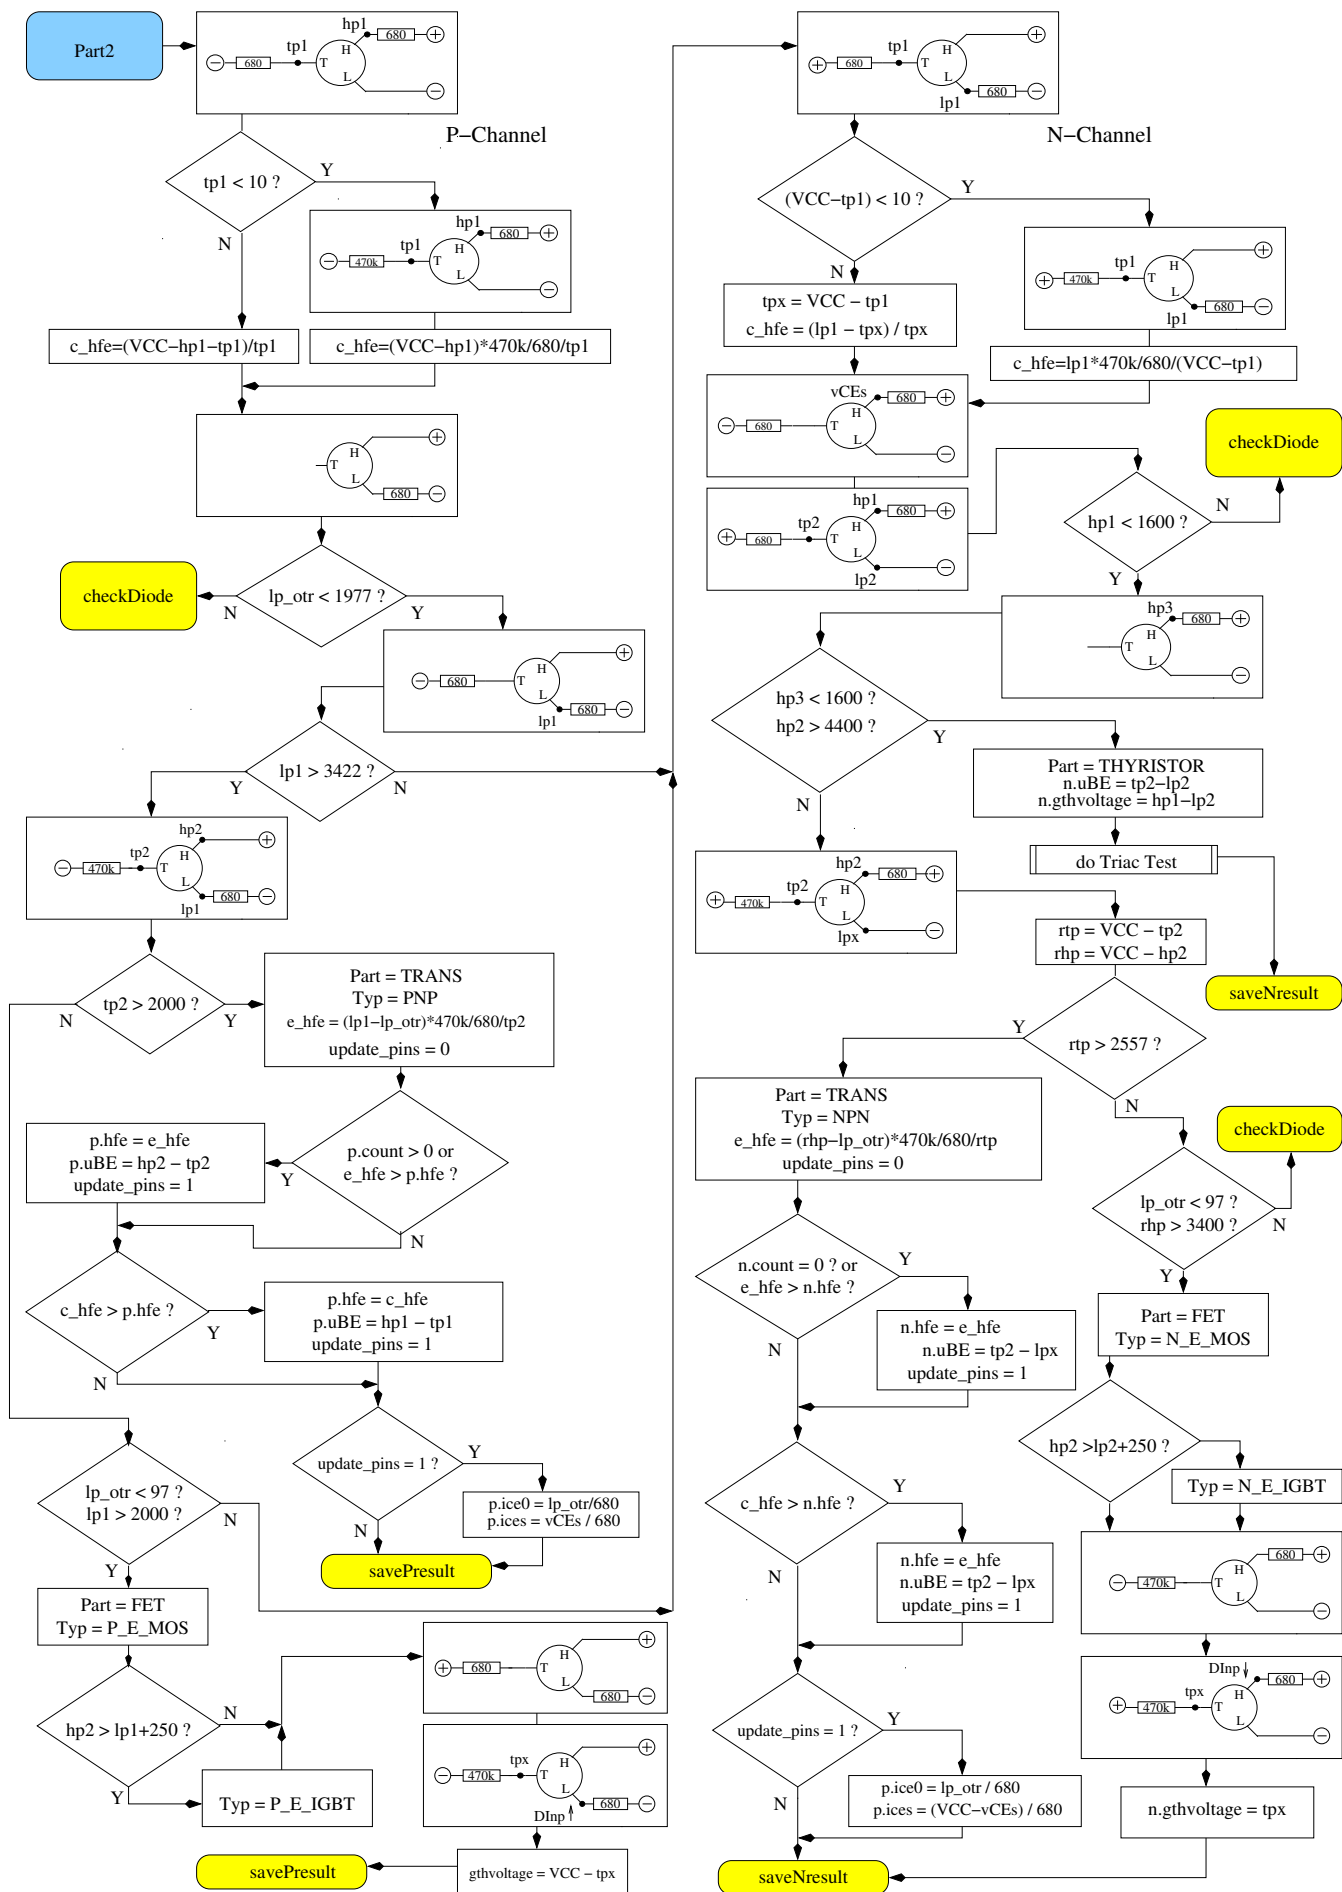 Part2
hp1
680
+
−
680
tp1
T
H
L
−
P−Channel
tp1 < 10 ?
Y
N
hp1
680
+
−
470k
tp1
T
H
L
−
c_hfe=(VCC−hp1−tp1)/tp1
c_hfe=(VCC−hp1)*470k/680/tp1
T
H
L
+
680
−
checkDiode
lp_otr < 1977 ?
N
Y
−
680
T
H
L
+
lp1
680
−
lp1 > 3422 ?
Y
N
hp2
+
−
470k
tp2
T
H
L
lp1
680
−
tp2 > 2000 ?
N
Y
Part = TRANS
Typ = PNP
e_hfe = (lp1−lp_otr)*470k/680/tp2
update_pins = 0
p.count > 0 or
e_hfe > p.hfe ?
Y
N
p.hfe = e_hfe
p.uBE = hp2 − tp2
update_pins = 1
c_hfe > p.hfe ?
Y
N
p.hfe = c_hfe
p.uBE = hp1 − tp1
update_pins = 1
update_pins = 1 ?
Y
N
p.ice0 = lp_otr/680
p.ices = vCEs / 680
savePresult
lp_otr < 97 ?
lp1 > 2000 ?
N
Y
Part = FET
Typ = P_E_MOS
hp2 > lp1+250 ?
N
Y
Typ = P_E_IGBT
+
680
T
H
L
+
680
−
−
470k
tpx
T
H
L
+
DInp
680
−
gthvoltage = VCC − tpx
savePresult
+
680
tp1
T
H
L
+
lp1
680
−
N−Channel
(VCC−tp1) < 10 ?
Y
N
+
470k
tp1
T
H
L
+
lp1
680
−
tpx = VCC − tp1
c_hfe = (lp1 − tpx) / tpx
c_hfe=lp1*470k/680/(VCC−tp1)
vCEs
680
+
−
680
T
H
L
−
hp1
680
+
+
680
tp2
T
H
L
lp2
−
checkDiode
hp1 < 1600 ?
N
Y
hp3
680
+
T
H
L
−
hp3 < 1600 ?
hp2 > 4400 ?
Y
N
Part = THYRISTOR
n.uBE = tp2−lp2
n.gthvoltage = hp1−lp2
do Triac Test
saveNresult
hp2
680
+
+
470k
tp2
T
H
L
lpx
−
rtp = VCC − tp2
rhp = VCC − hp2
rtp > 2557 ?
Y
N
Part = TRANS
Typ = NPN
e_hfe = (rhp−lp_otr)*470k/680/rtp
update_pins = 0
checkDiode
lp_otr < 97 ?
rhp > 3400 ?
N
Y
n.count = 0 ? or
e_hfe > n.hfe ?
Y
N
n.hfe = e_hfe
n.uBE = tp2 − lpx
update_pins = 1
Part = FET
Typ = N_E_MOS
hp2 >lp2+250 ?
Y
N
Typ = N_E_IGBT
c_hfe > n.hfe ?
Y
N
n.hfe = e_hfe
n.uBE = tp2 − lpx
update_pins = 1
680
+
−
470k
T
H
L
−
DInp
680
+
+
470k
tpx
T
H
L
−
update_pins = 1 ?
Y
N
p.ice0 = lp_otr / 680
p.ices = (VCC−vCEs) / 680
n.gthvoltage = tpx
saveNresult